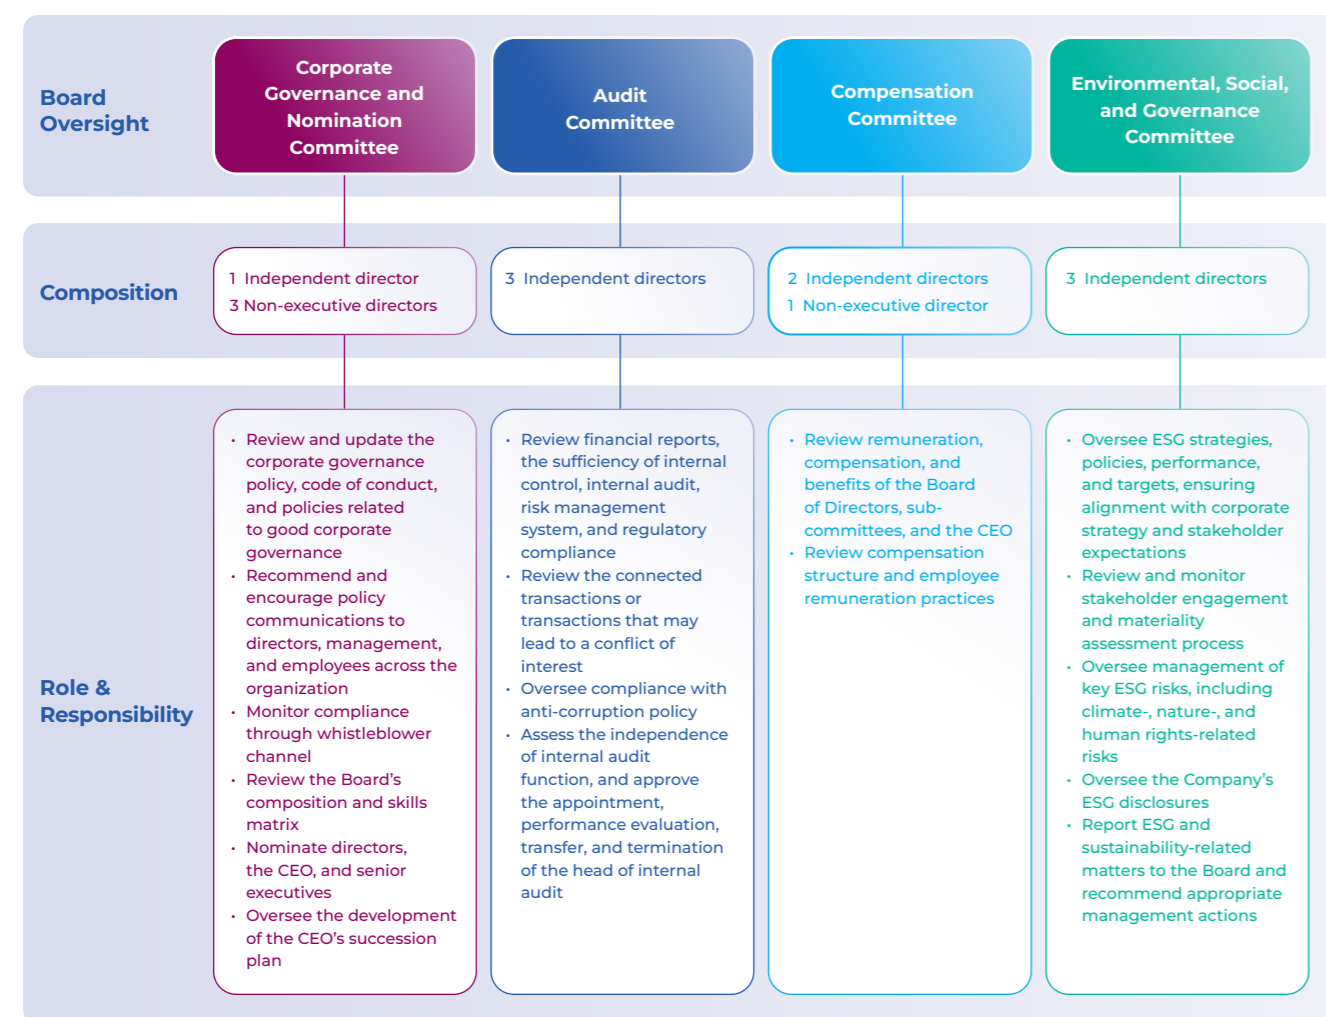 Board
Oversight
Corporate
Governance and
Nomination
Committee
Audit
Committee
Compensation
Committee
Environmental, Social,
and Governance
Committee
Composition
1 Independent director
3 Non-executive directors
3 Independent directors
2 Independent directors
1 Non-executive director
3 Independent directors
Role &
Responsibility
• Review and update the
corporate governance
policy, code of conduct,
and policies related
to good corporate
governance
• Recommend and
encourage policy
communications to
directors, management,
and employees across the
organization
• Monitor compliance
through whistleblower
channel
• Review the Board’s
composition and skills
matrix
• Nominate directors,
the CEO, and senior
executives
• Oversee the development
of the CEO’s succession
plan
• Review financial reports,
the sufficiency of internal
control, internal audit,
risk management
system, and regulatory
compliance
• Review the connected
transactions or
transactions that may
lead to a conflict of
interest
• Oversee compliance with
anti-corruption policy
• Assess the independence
of internal audit
function, and approve
the appointment,
performance evaluation,
transfer, and termination
of the head of internal
audit
• Review remuneration,
compensation, and
benefits of the Board
of Directors, sub-
committees, and the CEO
• Review compensation
structure and employee
remuneration practices
• Oversee ESG strategies,
policies, performance,
and targets, ensuring
alignment with corporate
strategy and stakeholder
expectations
• Review and monitor
stakeholder engagement
and materiality
assessment process
• Oversee management of
key ESG risks, including
climate-, nature-, and
human rights-related
risks
• Oversee the Company’s
ESG disclosures
• Report ESG and
sustainability-related
matters to the Board and
recommend appropriate
management actions